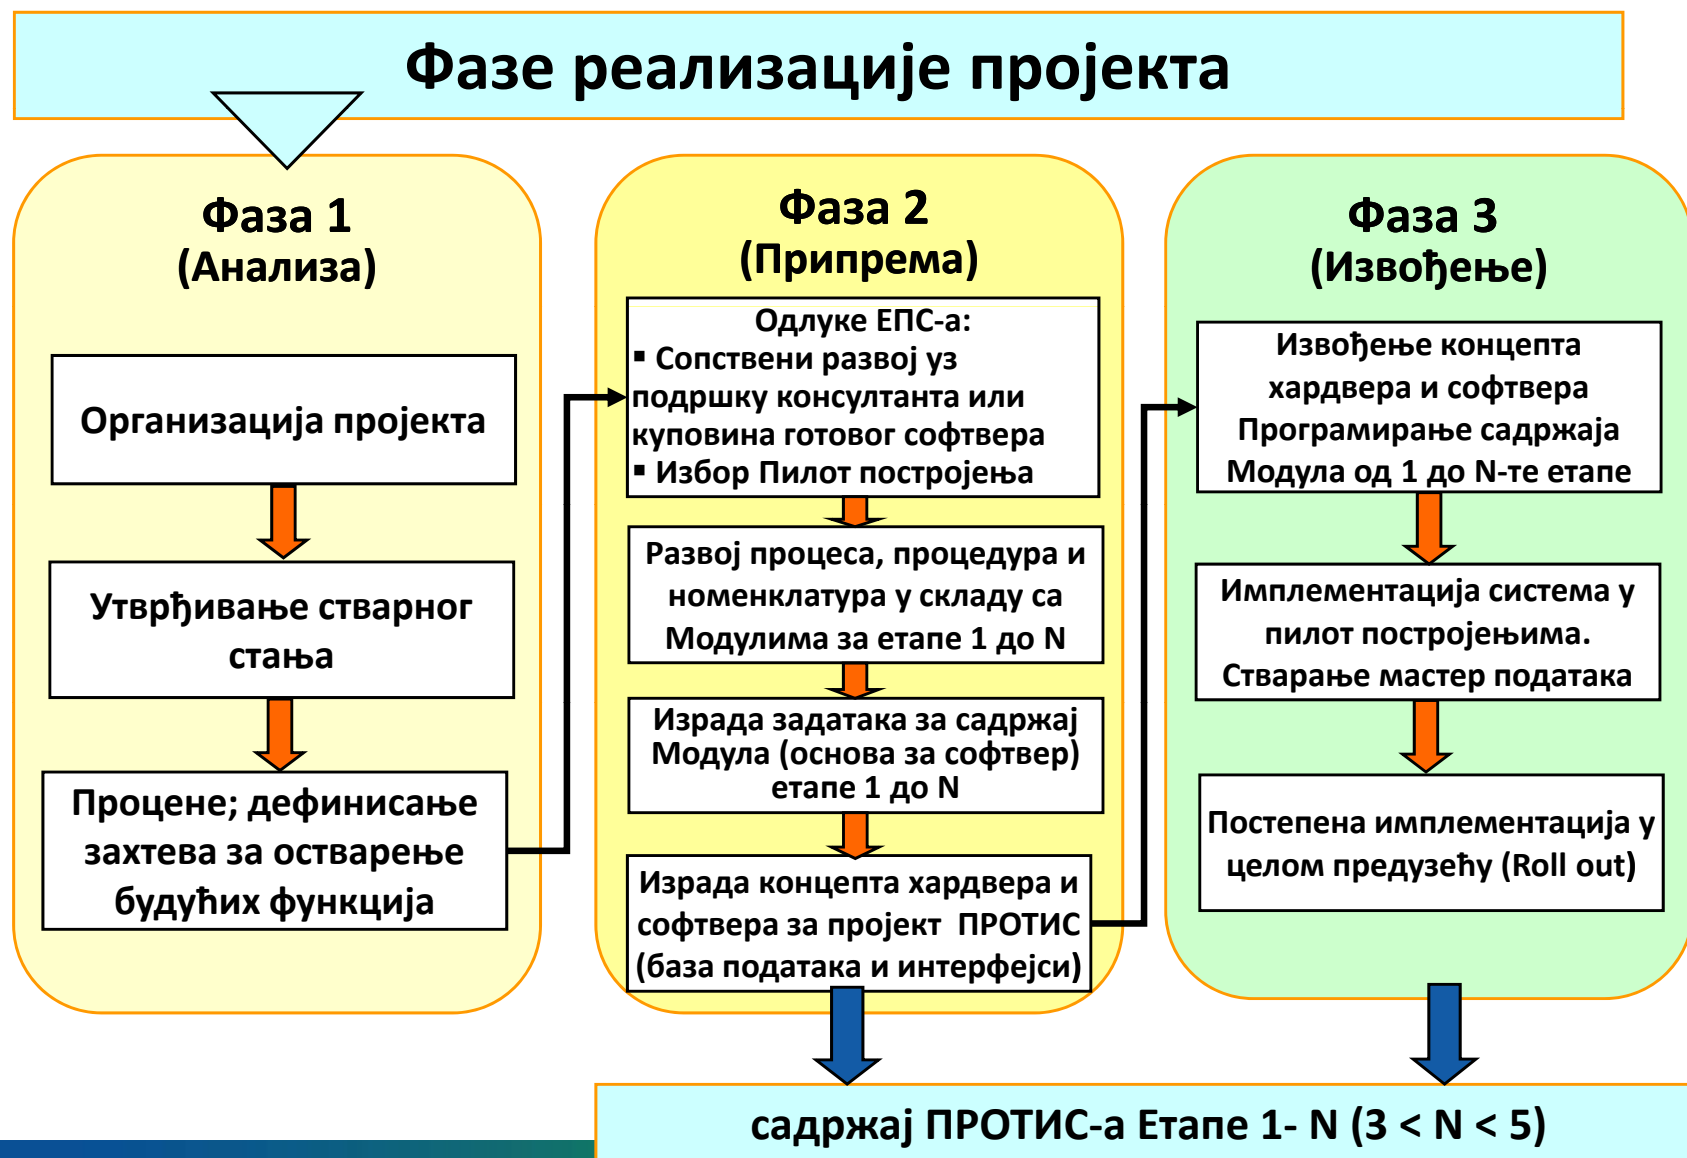 Фазе реализације пројекта
Фаза 1
(Анализа)
Организација пројекта
Утврђивање стварног
стања
Процене; дефинисање
захтева за остварење
будућих функција
Фаза 2
(Припрема)
Одлуке ЕПС-а:
▪ Сопствени развој уз
подршку консултанта или
куповина готовог софтвера
▪ Избор Пилот постројења
Развој процеса, процедура и
номенклатура у складу са
Модулима за етапе 1 до N
Израда задатака за садржај
Модула (основа за софтвер)
етапе 1 до N
Израда концепта хардвера и
софтвера за пројект ПРОТИС
(база података и интерфејси)
Фаза 3
(Извођење)
Извођење концепта
хардвера и софтвера
Програмирање садржаја
Модула од 1 до N-те етапе
Имплементација система у
пилот постројењима.
Стварање мастер података
Постепена имплементација у
целом предузећу (Roll out)
садржај ПРОТИС-а Етапе 1- N (3 < N < 5)